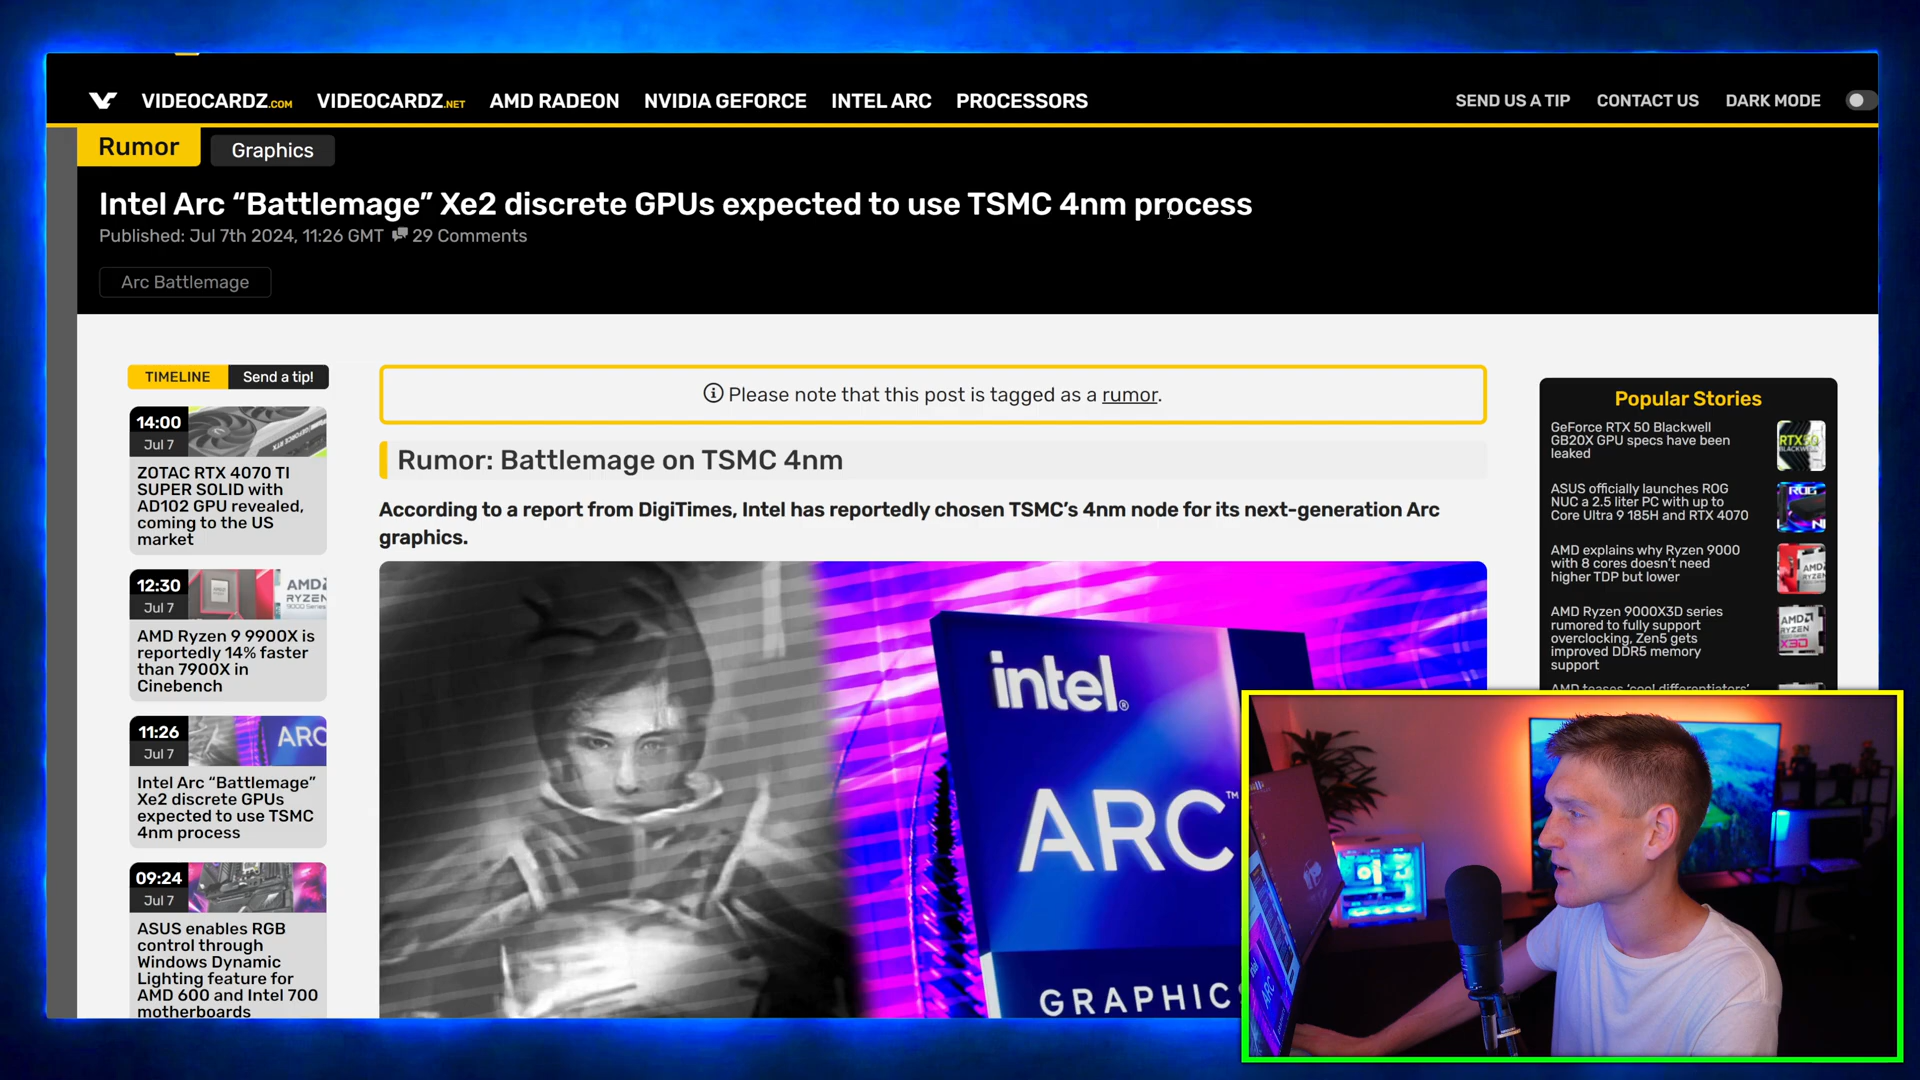 VIDEOCARDZ.COM VIDEOCARDZ.NET AMD RADEON NVIDIA GEFORCE INTEL ARC PROCESSORS SEND US A TIP CONTACT US DARK MODE
Rumor Graphics
Intel Arc “Battlemage” Xe2 discrete GPUs expected to use TSMC 4nm process
Published: Jul 7th 2024, 11:26 GMT 29 Comments
Arc Battlemage
TIMELINE Send a tip!
14:00
Jul 7
ZOTAC RTX 4070 TI
SUPER SOLID with
AD102 GPU revealed,
coming to the US
market
12:30
Jul 7
AMD
RYZEN
9000 Series
AMD Ryzen 9 9900X is
reportedly 14% faster
than 7900X in
Cinebench
11:26
Jul 7
ARC
Intel Arc “Battlemage”
Xe2 discrete GPUs
expected to use TSMC
4nm process
09:24
Jul 7
ASUS enables RGB
control through
Windows Dynamic
Lighting feature for
AMD 600 and Intel 700
motherboards
Please note that this post is tagged as a rumor.
Rumor: Battlemage on TSMC 4nm
According to a report from DigiTimes, Intel has reportedly chosen TSMC’s 4nm node for its next-generation Arc
graphics.
intel®
ARC™
GRAPHICS
Popular Stories
GeForce RTX 50 Blackwell
GB20X GPU specs have been
leaked
RTX50
BLACKWELL
ASUS officially launches ROG
NUC a 2.5 liter PC with up to
Core Ultra 9 185H and RTX 4070
ROG
AMD explains why Ryzen 9000
with 8 cores doesn’t need
higher TDP but lower
AMD
RYZEN
AMD Ryzen 9000X3D series
rumored to fully support
overclocking, Zen5 gets
improved DDR5 memory
support
AMD
RYZEN
X3D
AMD teases ‘cool differentiators’